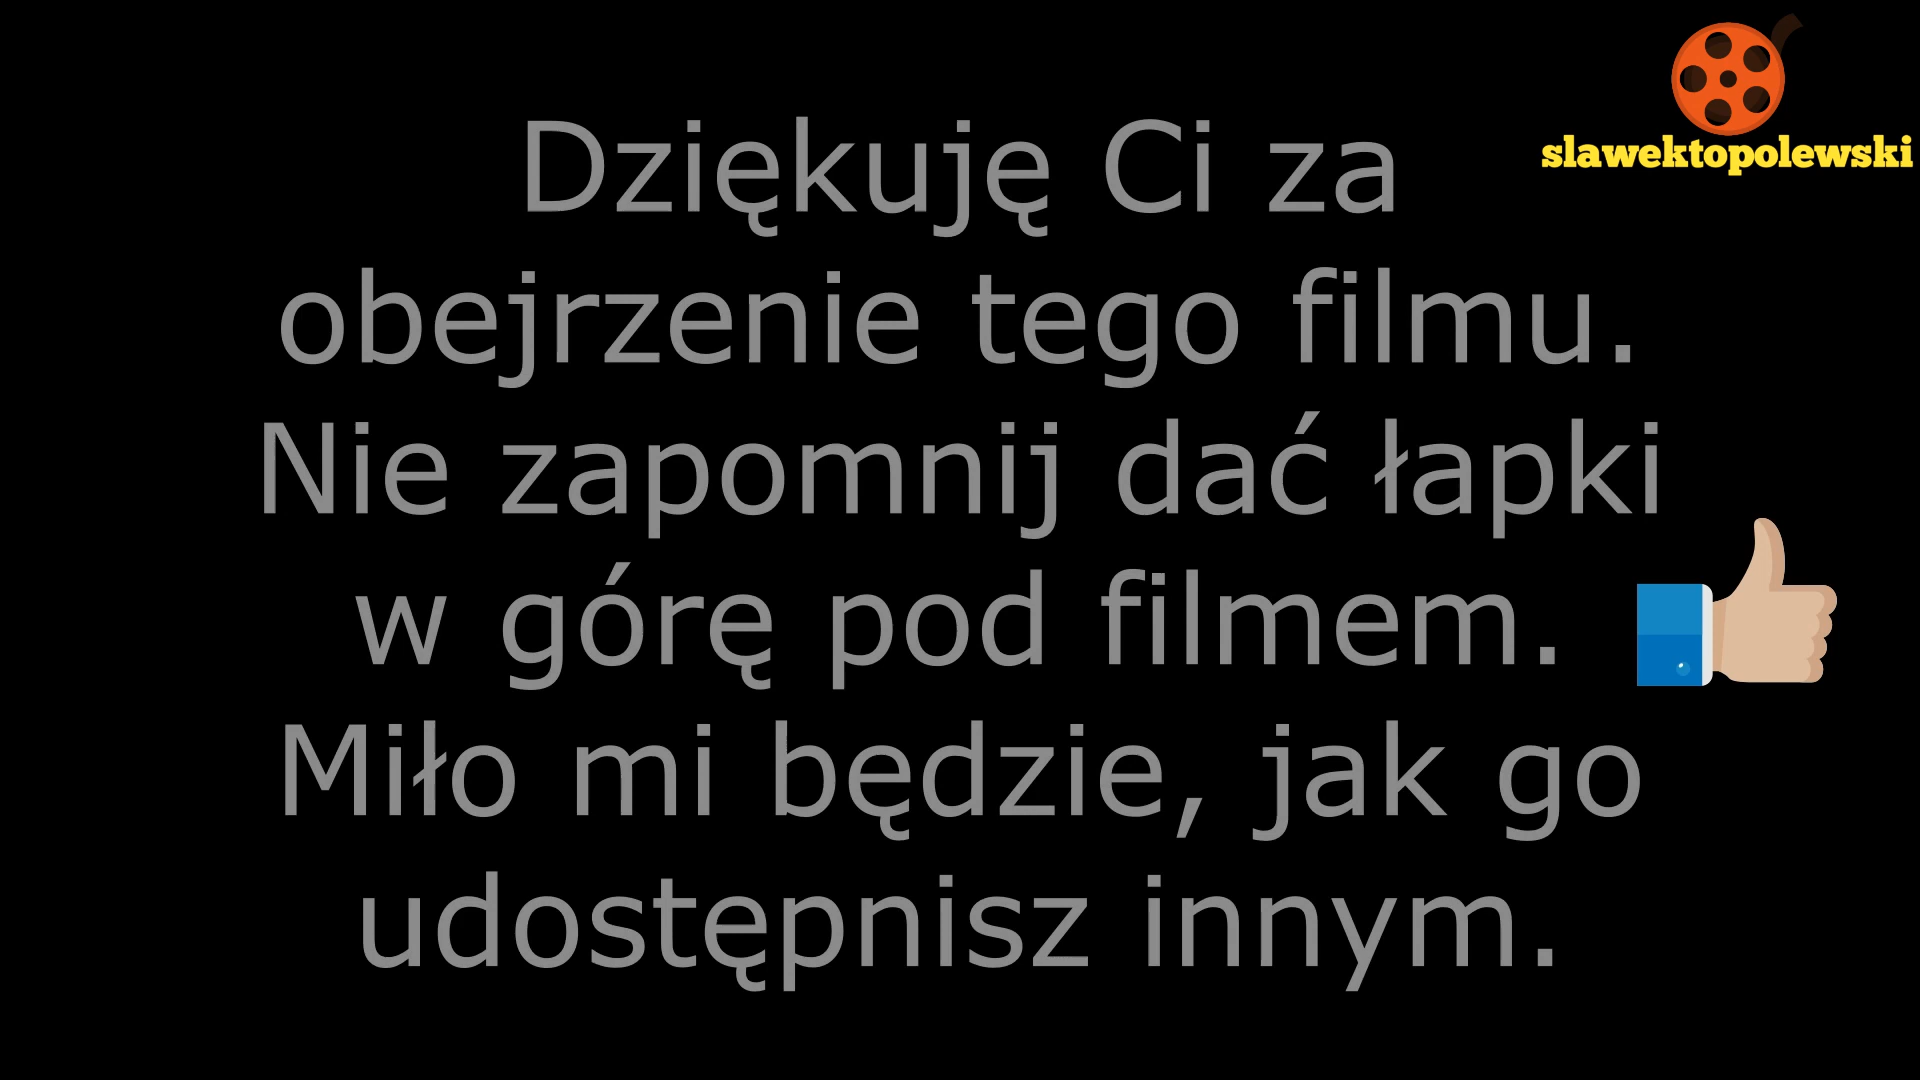 slawektopolewski
Dziękuję Ci za
obejrzenie tego filmu.
Nie zapomnij dać łapki
w górę pod filmem.
Miło mi będzie, jak go
udostępnisz innym.